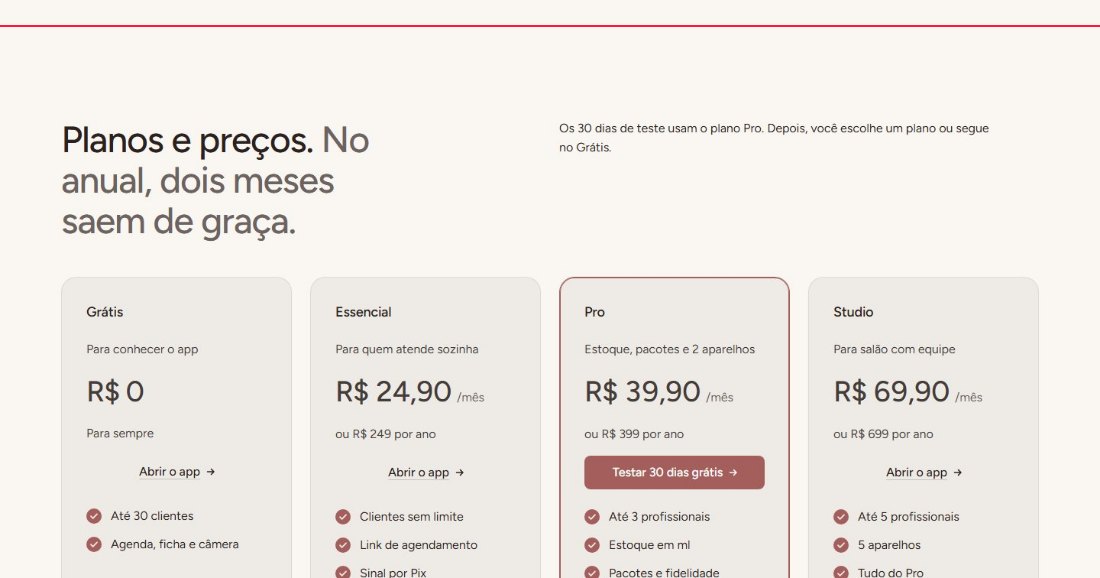 Planos e preços. No
anual, dois meses
saem de graça.
Os 30 dias de teste usam o plano Pro. Depois, você escolhe um plano ou segue
no Grátis.
Grátis
Para conhecer o app
R$ 0
Para sempre
Abrir o app →
Até 30 clientes
Agenda, ficha e câmera
Essencial
Para quem atende sozinha
R$ 24,90 /mês
ou R$ 249 por ano
Abrir o app →
Clientes sem limite
Link de agendamento
Sinal por Pix
Pro
Estoque, pacotes e 2 aparelhos
R$ 39,90 /mês
ou R$ 399 por ano
Testar 30 dias grátis →
Até 3 profissionais
Estoque em ml
Pacotes e fidelidade
Studio
Para salão com equipe
R$ 69,90 /mês
ou R$ 699 por ano
Abrir o app →
Até 5 profissionais
5 aparelhos
Tudo do Pro